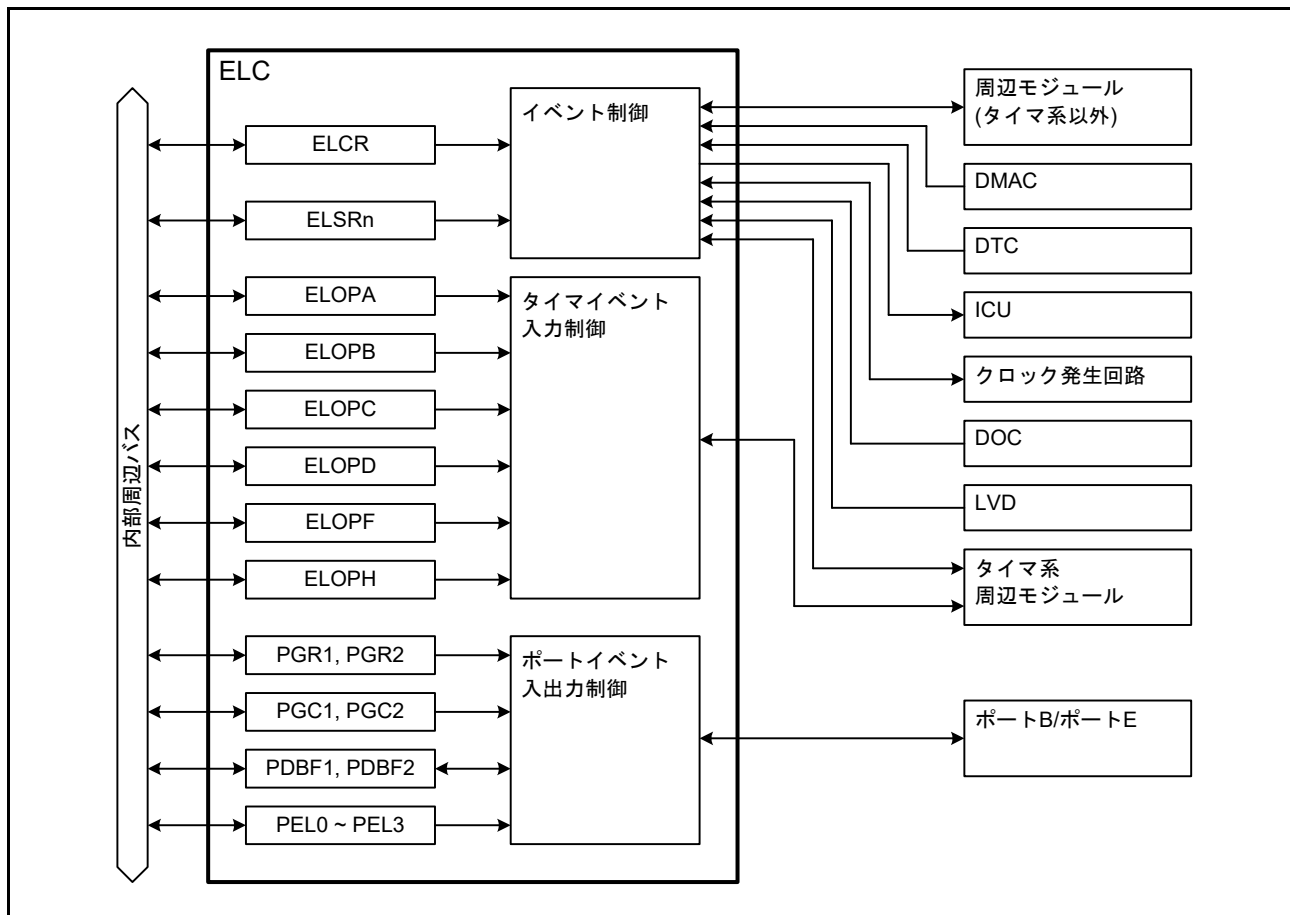 ELC
内部周辺バス
ELCR
ELSRn
ELOPA
ELOPB
ELOPC
ELOPD
ELOPF
ELOPH
PGR1, PGR2
PGC1, PGC2
PDBF1, PDBF2
PEL0 ~ PEL3
イベント制御
タイマイベント
入力制御
ポートイベント
入出力制御
周辺モジュール
(タイマ系以外)
DMAC
DTC
ICU
クロック発生回路
DOC
LVD
タイマ系
周辺モジュール
ポートB/ポートE